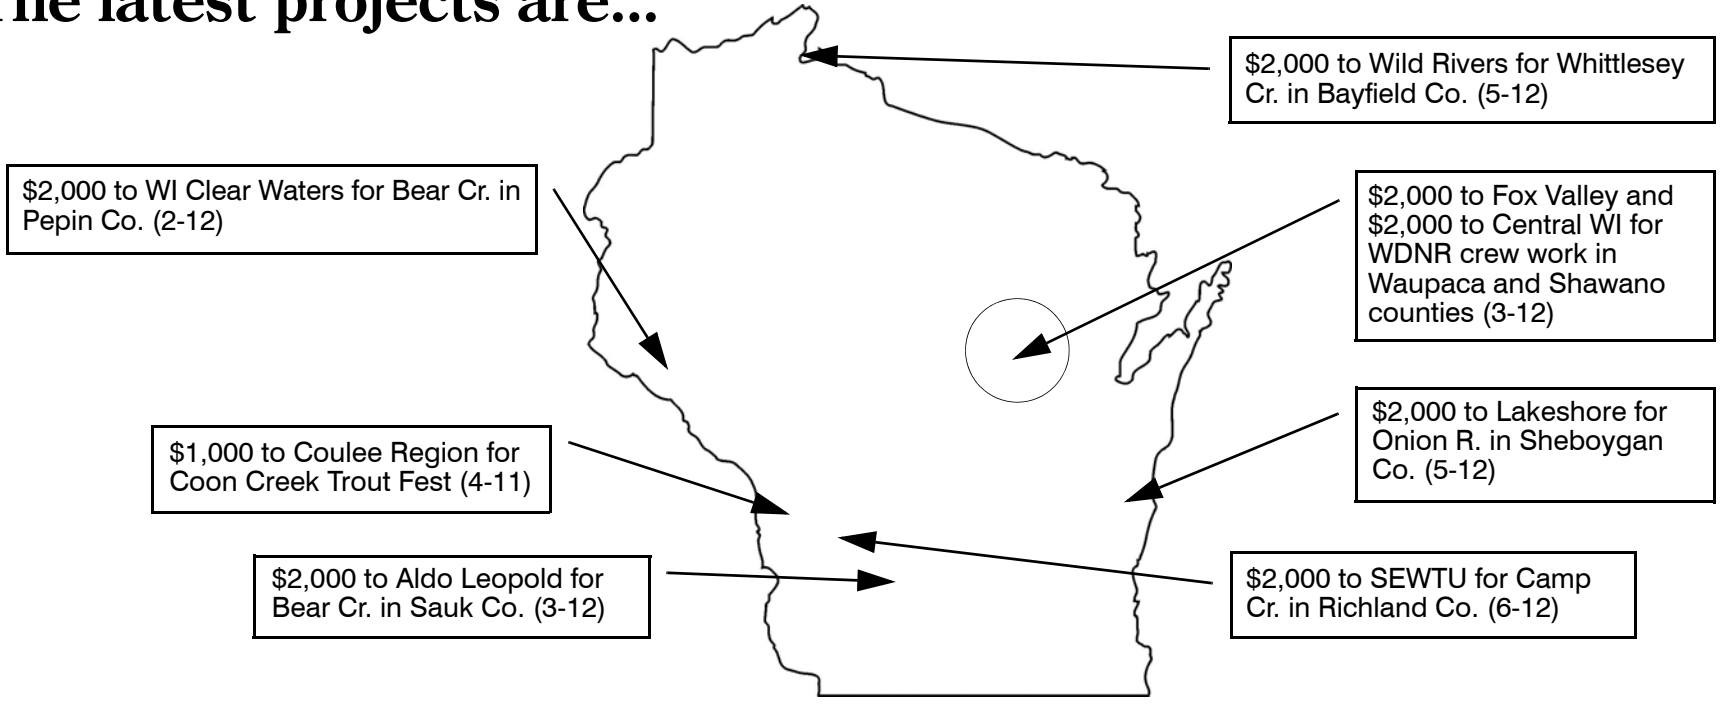 The latest projects are...
$2,000 to Wild Rivers for Whittlesey
Cr. in Bayfield Co. (5-12)
$2,000 to WI Clear Waters for Bear Cr. in
Pepin Co. (2-12)
$2,000 to Fox Valley and
$2,000 to Central WI for
WDNR crew work in
Waupaca and Shawano
counties (3-12)
$1,000 to Coulee Region for
Coon Creek Trout Fest (4-11)
$2,000 to Lakeshore for
Onion R. in Sheboygan
Co. (5-12)
$2,000 to Aldo Leopold for
Bear Cr. in Sauk Co. (3-12)
$2,000 to SEWTU for Camp
Cr. in Richland Co. (6-12)